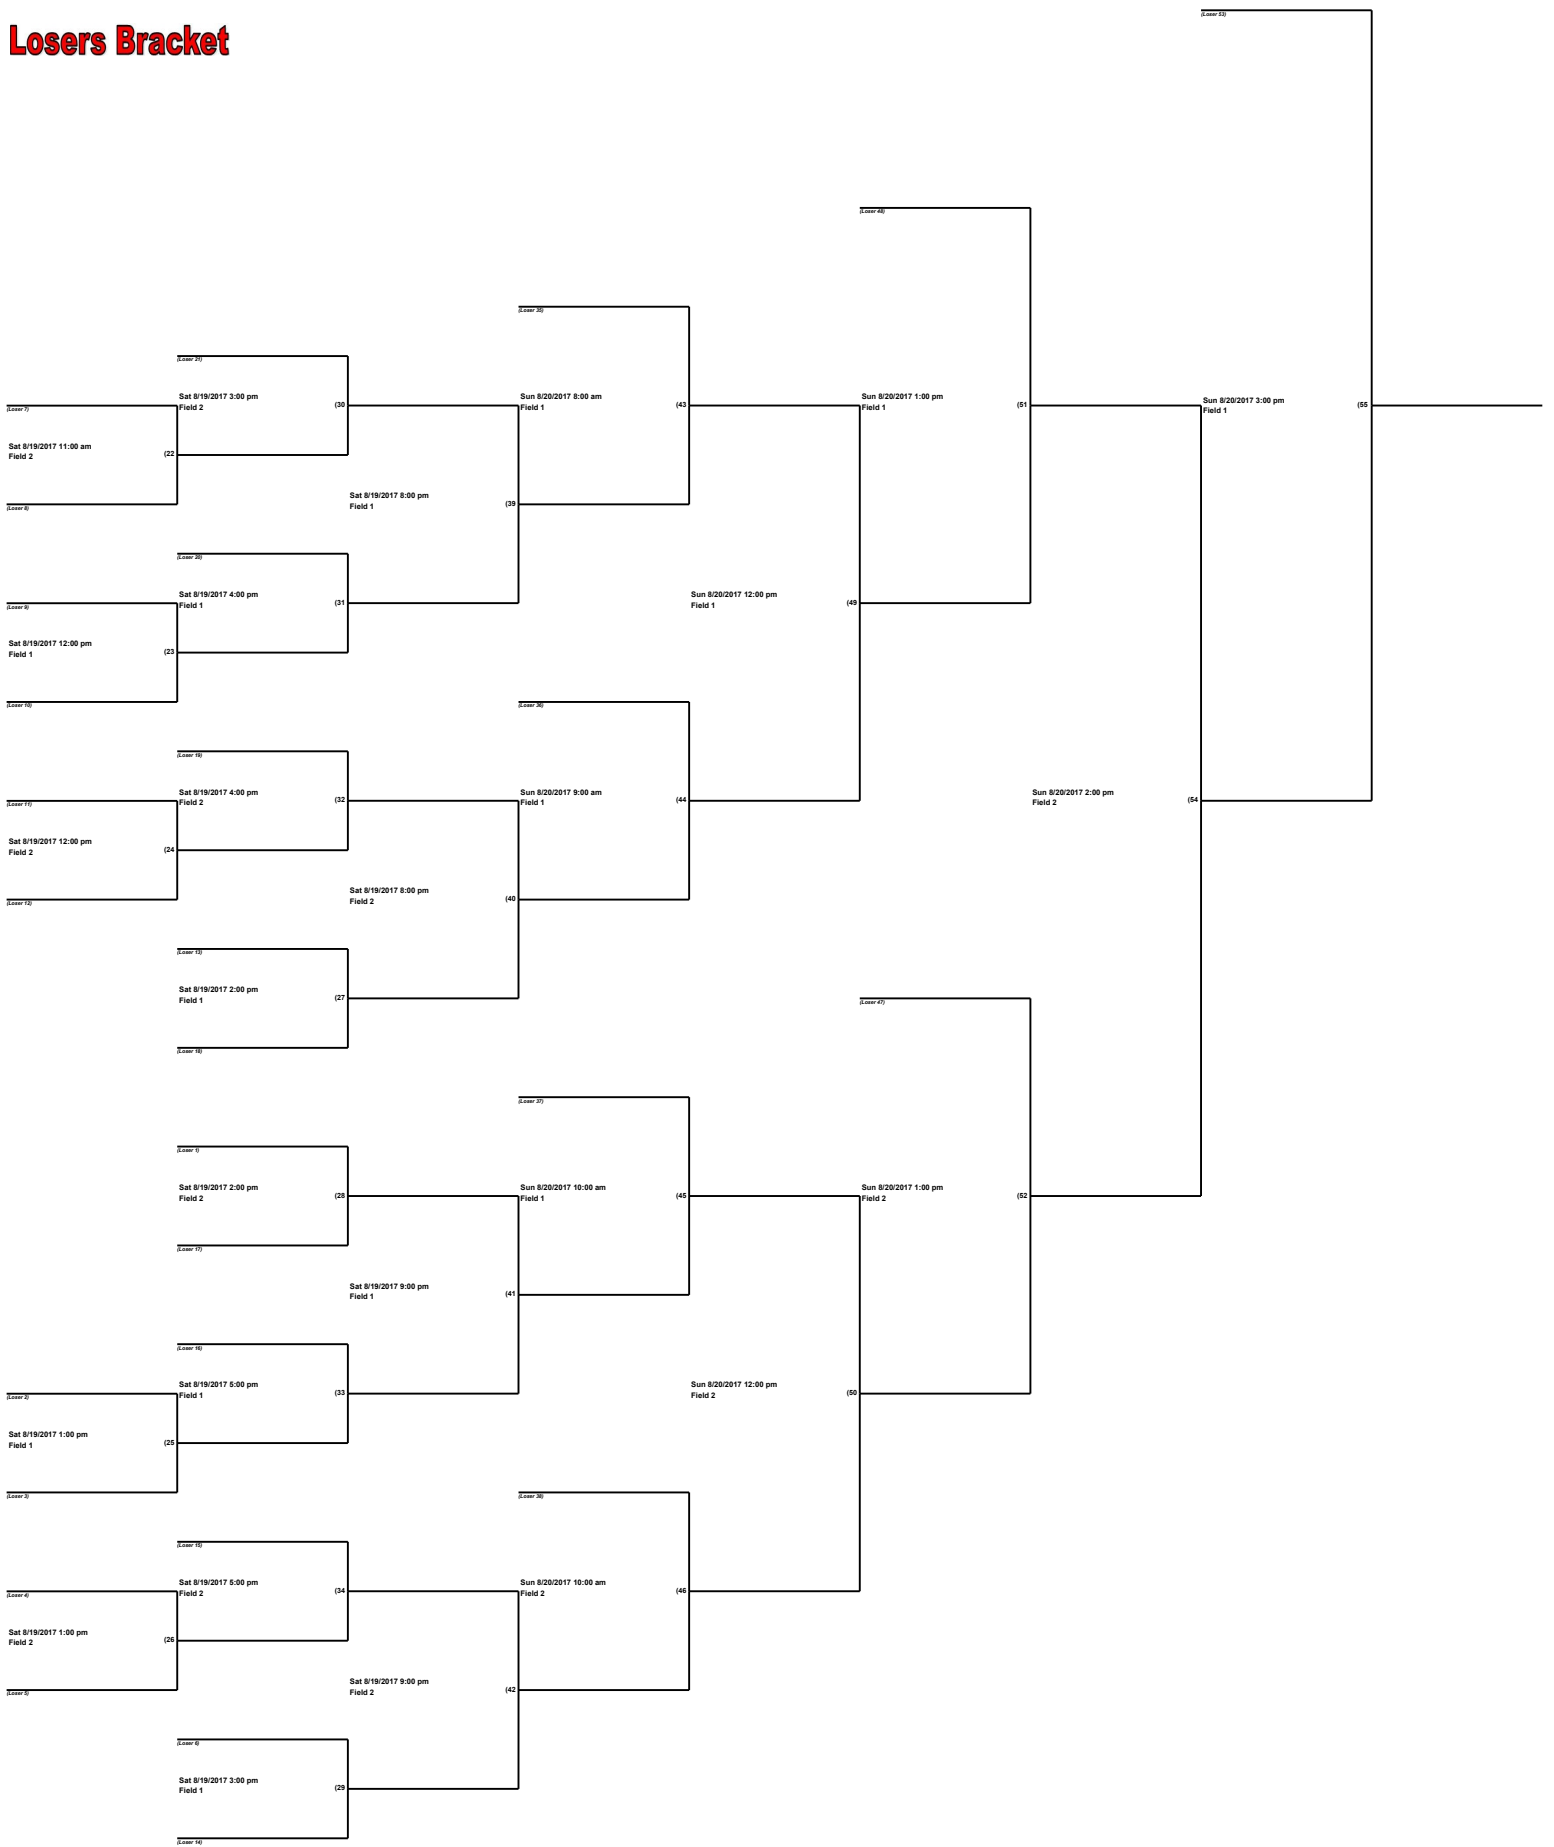 Losers Bracket
(Loser 53)
(Loser 48)
(Loser 35)
(Loser 21)
Sat 8/19/2017 3:00 pm
Field 2
(30
Sun 8/20/2017 8:00 am
Field 1
(43
Sun 8/20/2017 1:00 pm
Field 1
(51
Sun 8/20/2017 3:00 pm
Field 1
(55
(Loser 7)
Sat 8/19/2017 11:00 am
Field 2
(22
Sat 8/19/2017 8:00 pm
Field 1
(39
(Loser 8)
(Loser 20)
Sat 8/19/2017 4:00 pm
Field 1
(31
Sun 8/20/2017 12:00 pm
Field 1
(49
(Loser 9)
Sat 8/19/2017 12:00 pm
Field 1
(23
(Loser 10)
(Loser 36)
(Loser 19)
Sat 8/19/2017 4:00 pm
Field 2
(32
Sun 8/20/2017 9:00 am
Field 1
(44
Sun 8/20/2017 2:00 pm
Field 2
(54
(Loser 11)
Sat 8/19/2017 12:00 pm
Field 2
(24
Sat 8/19/2017 8:00 pm
Field 2
(40
(Loser 12)
(Loser 13)
Sat 8/19/2017 2:00 pm
Field 1
(27
(Loser 47)
(Loser 18)
(Loser 37)
(Loser 1)
Sat 8/19/2017 2:00 pm
Field 2
(28
Sun 8/20/2017 10:00 am
Field 1
(45
Sun 8/20/2017 1:00 pm
Field 2
(52
(Loser 17)
Sat 8/19/2017 9:00 pm
Field 1
(41
(Loser 16)
Sat 8/19/2017 5:00 pm
Field 1
(33
Sun 8/20/2017 12:00 pm
Field 2
(50
(Loser 2)
Sat 8/19/2017 1:00 pm
Field 1
(25
(Loser 3)
(Loser 38)
(Loser 15)
Sat 8/19/2017 5:00 pm
Field 2
(34
Sun 8/20/2017 10:00 am
Field 2
(46
(Loser 4)
Sat 8/19/2017 1:00 pm
Field 2
(26
Sat 8/19/2017 9:00 pm
Field 2
(42
(Loser 5)
(Loser 6)
Sat 8/19/2017 3:00 pm
Field 1
(29
(Loser 14)